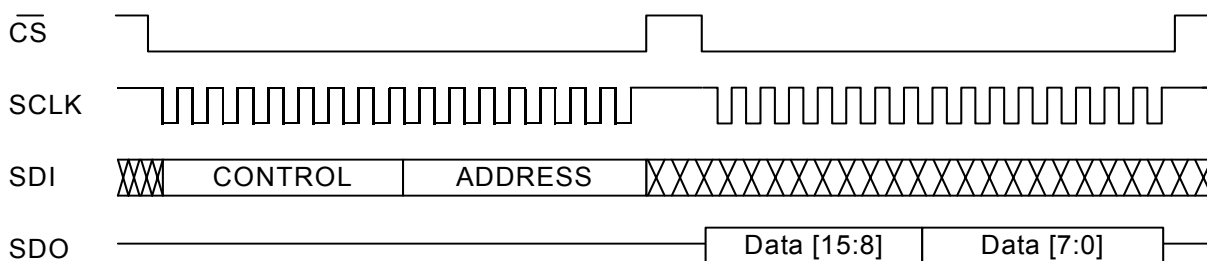 CS
SCLK
SDI CONTROL ADDRESS
SDO Data [15:8] Data [7:0]